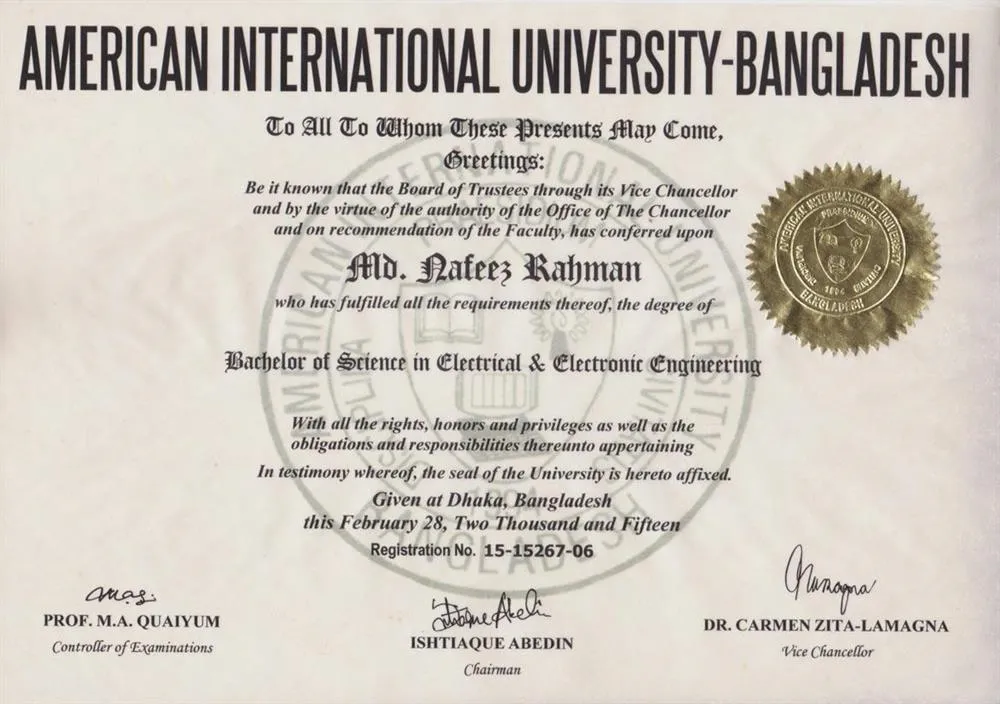 AMERICAN INTERNATIONAL UNIVERSITY-BANGLADESH
To All To Whom These Presents May Come,
Greetings:
Be it known that the Board of Trustees through its Vice Chancellor
and by the virtue of the authority of the Office of The Chancellor
and on recommendation of the Faculty, has conferred upon
Md. Nafeez Rahman
who has fulfilled all the requirements thereof, the degree of
Bachelor of Science in Electrical & Electronic Engineering
With all the rights, honors and privileges as well as the
obligations and responsibilities thereunto appertaining
In testimony whereof, the seal of the University is hereto affixed.
Given at Dhaka, Bangladesh
this February 28, Two Thousand and Fifteen
Registration No. 15-15267-06
AMERICAN INTERNATIONAL UNIVERSITY
BANGLADESH
1994
AMERICAN INTERNATIONAL UNIVERSITY
BANGLADESH
PROF. M.A. QUAIYUM
Controller of Examinations
ISHTIAQUE ABEDIN
Chairman
DR. CARMEN ZITA-LAMAGNA
Vice Chancellor